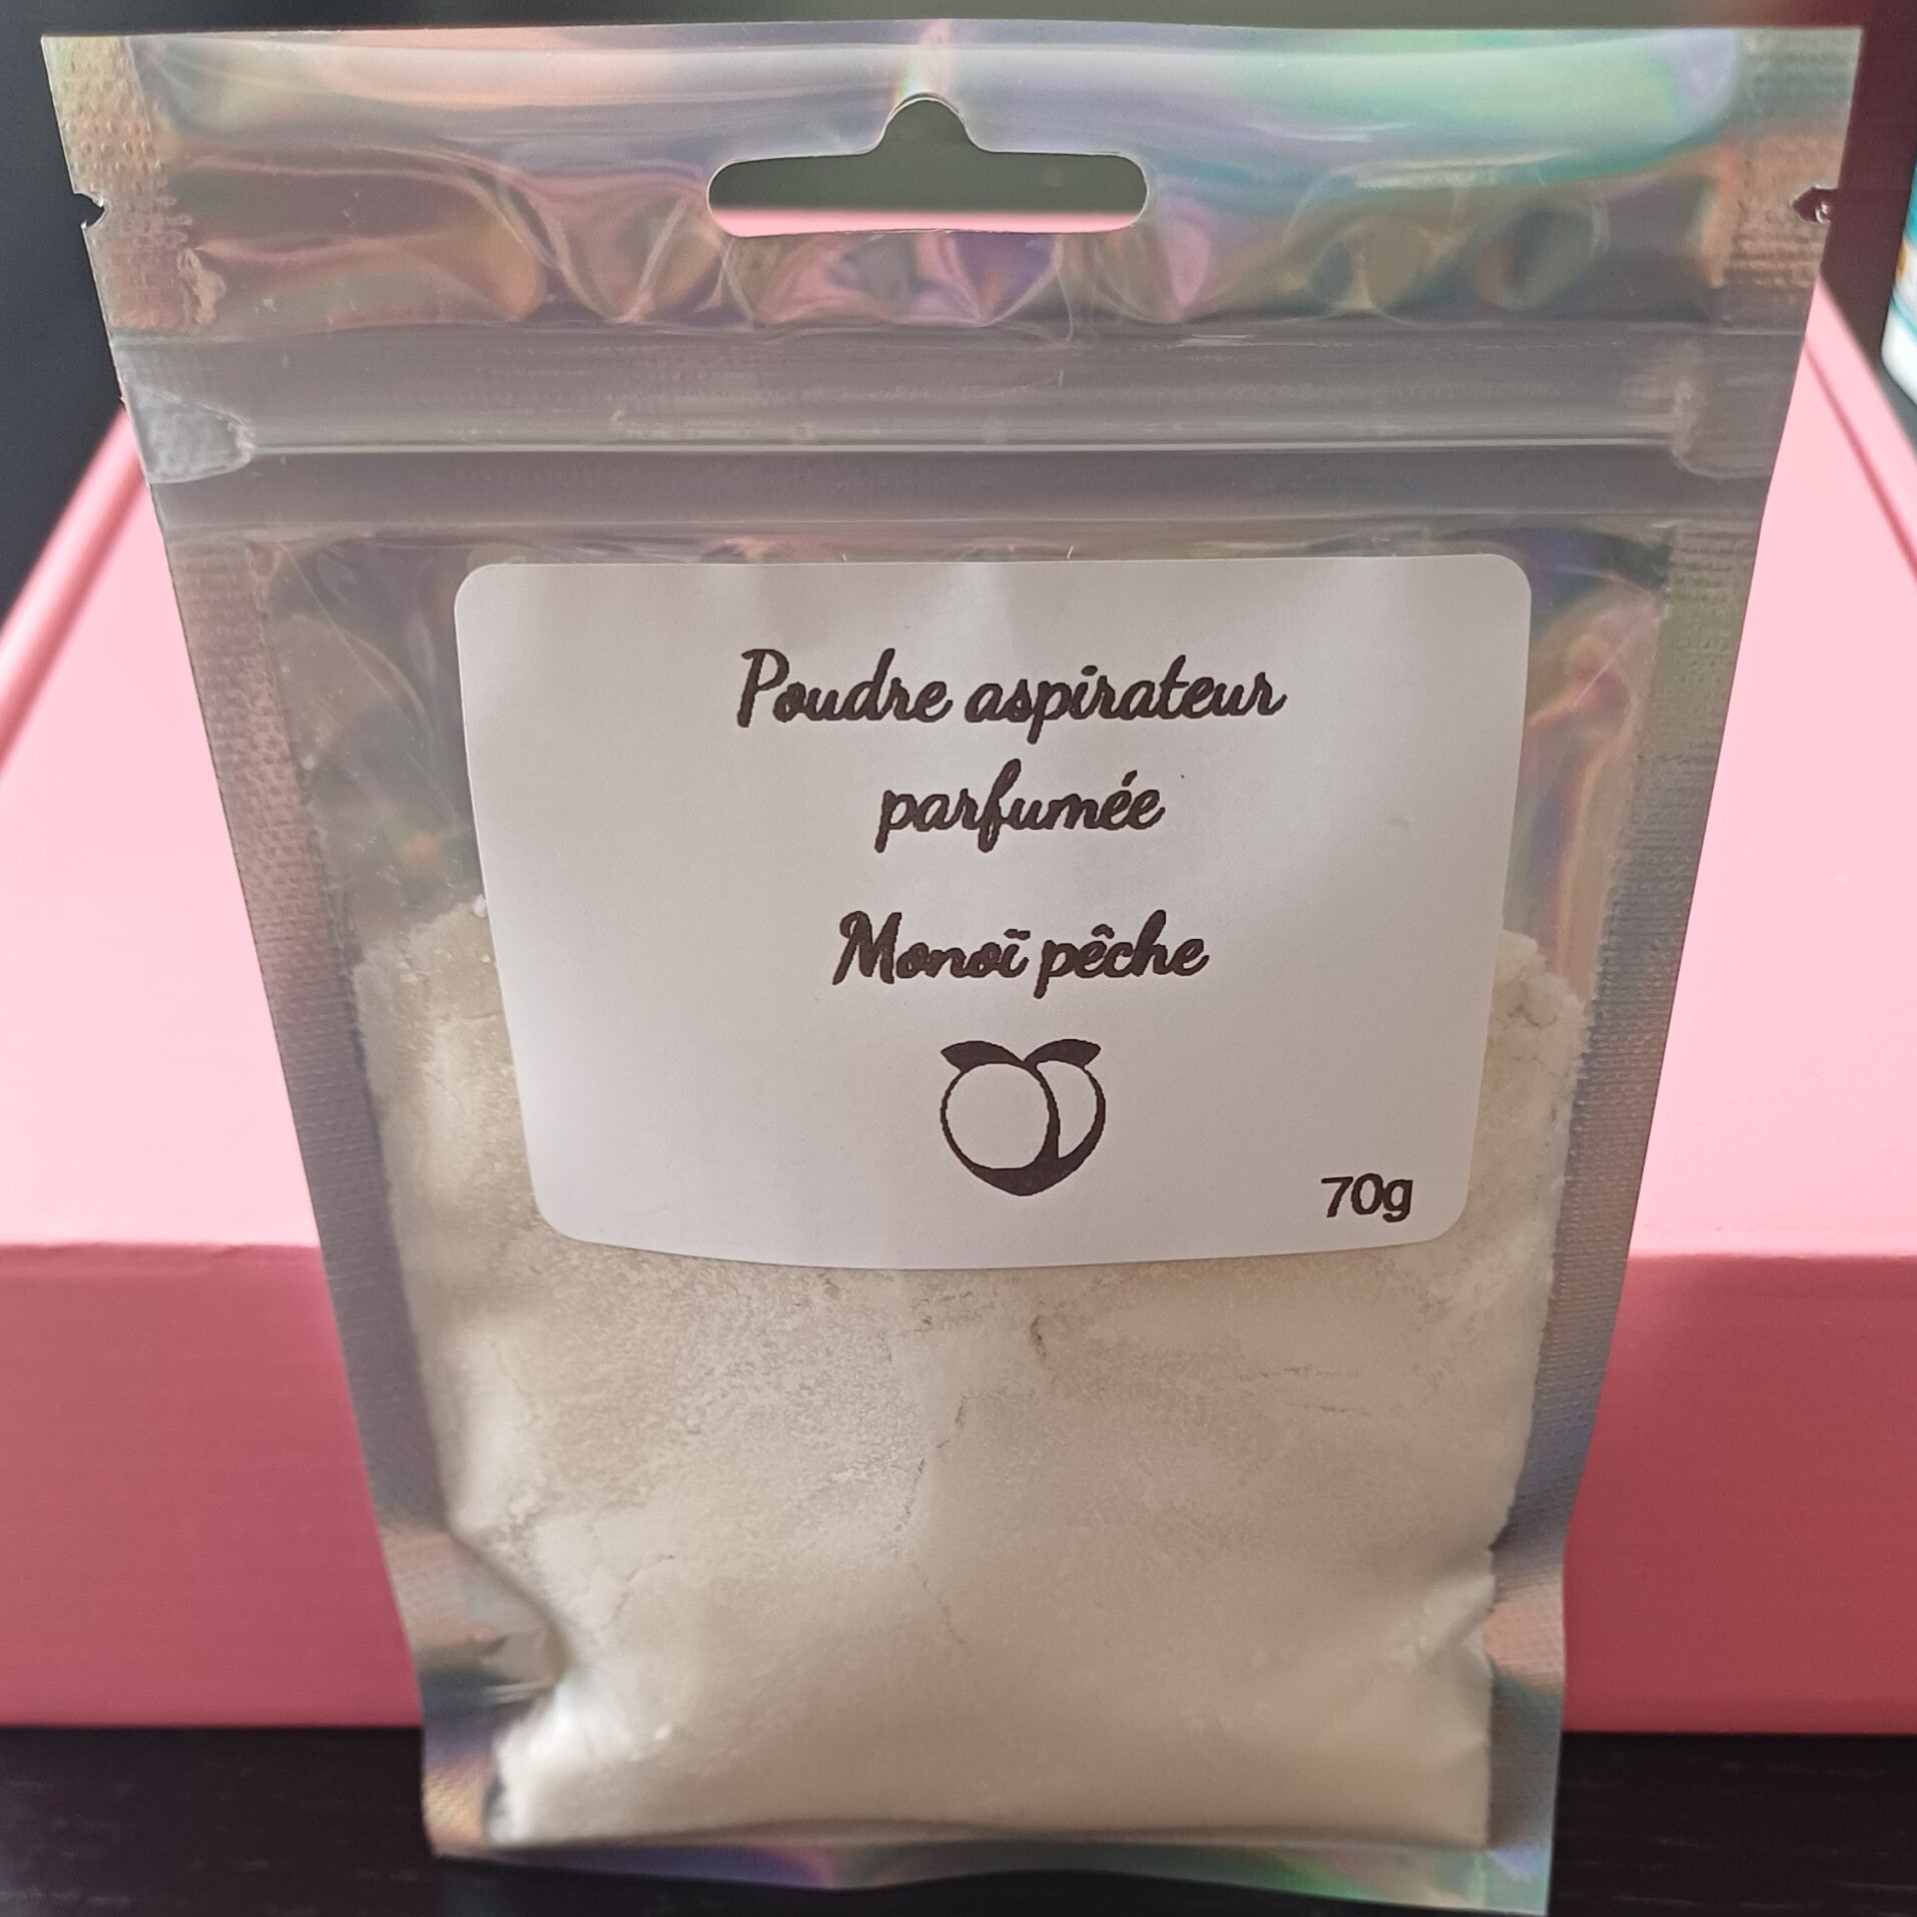 Poudre aspirateur
parfumée
Monoï pêche
70g